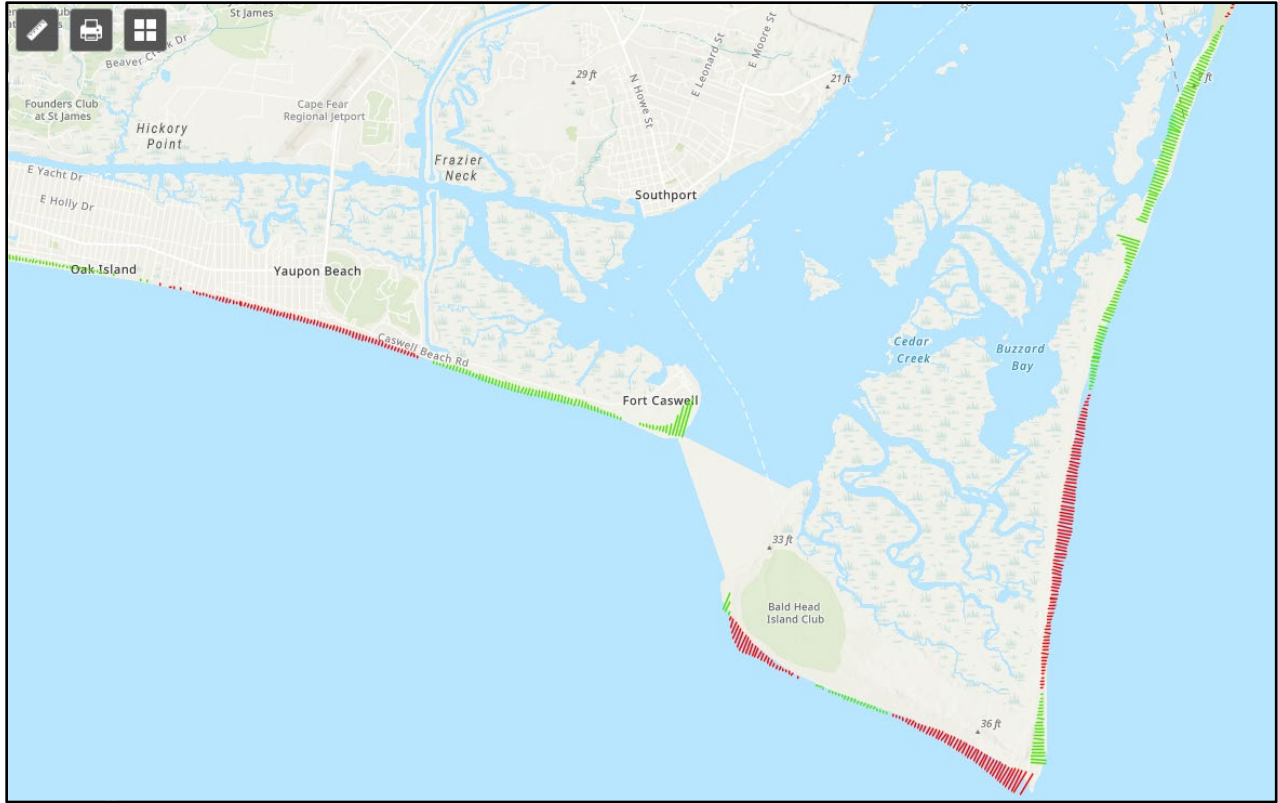 St James
Beaver Creek Dr
Founders Club
at St James
Hickory
Point
Cape Fear
Regional Jetport
29 ft
N Howe St
E Leonard St
E Moore St
21 ft
E Yacht Dr
E Holly Dr
Frazier
Neck
Southport
Oak Island
Yaupon Beach
Caswell Beach Rd
Fort Caswell
Cedar
Creek
Buzzard
Bay
33 ft
Bald Head
Island Club
36 ft